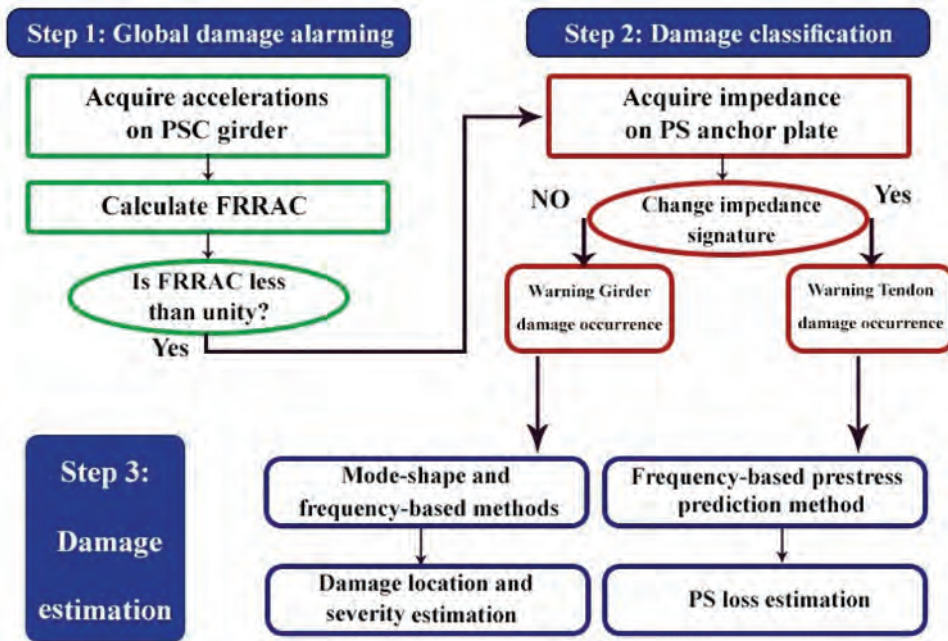 Step 1: Global damage alarming
Acquire accelerations
on PSC girder
Calculate FRRAC
Is FRRAC less
than unity?
Yes
Step 2: Damage classification
Acquire impedance
on PS anchor plate
NO
Change impedance
signature
Yes
Warning Girder
damage occurrence
Warning Tendon
damage occurrence
Step 3:
Damage
estimation
Mode-shape and
frequency-based methods
Damage location and
severity estimation
Frequency-based prestress
prediction method
PS loss estimation